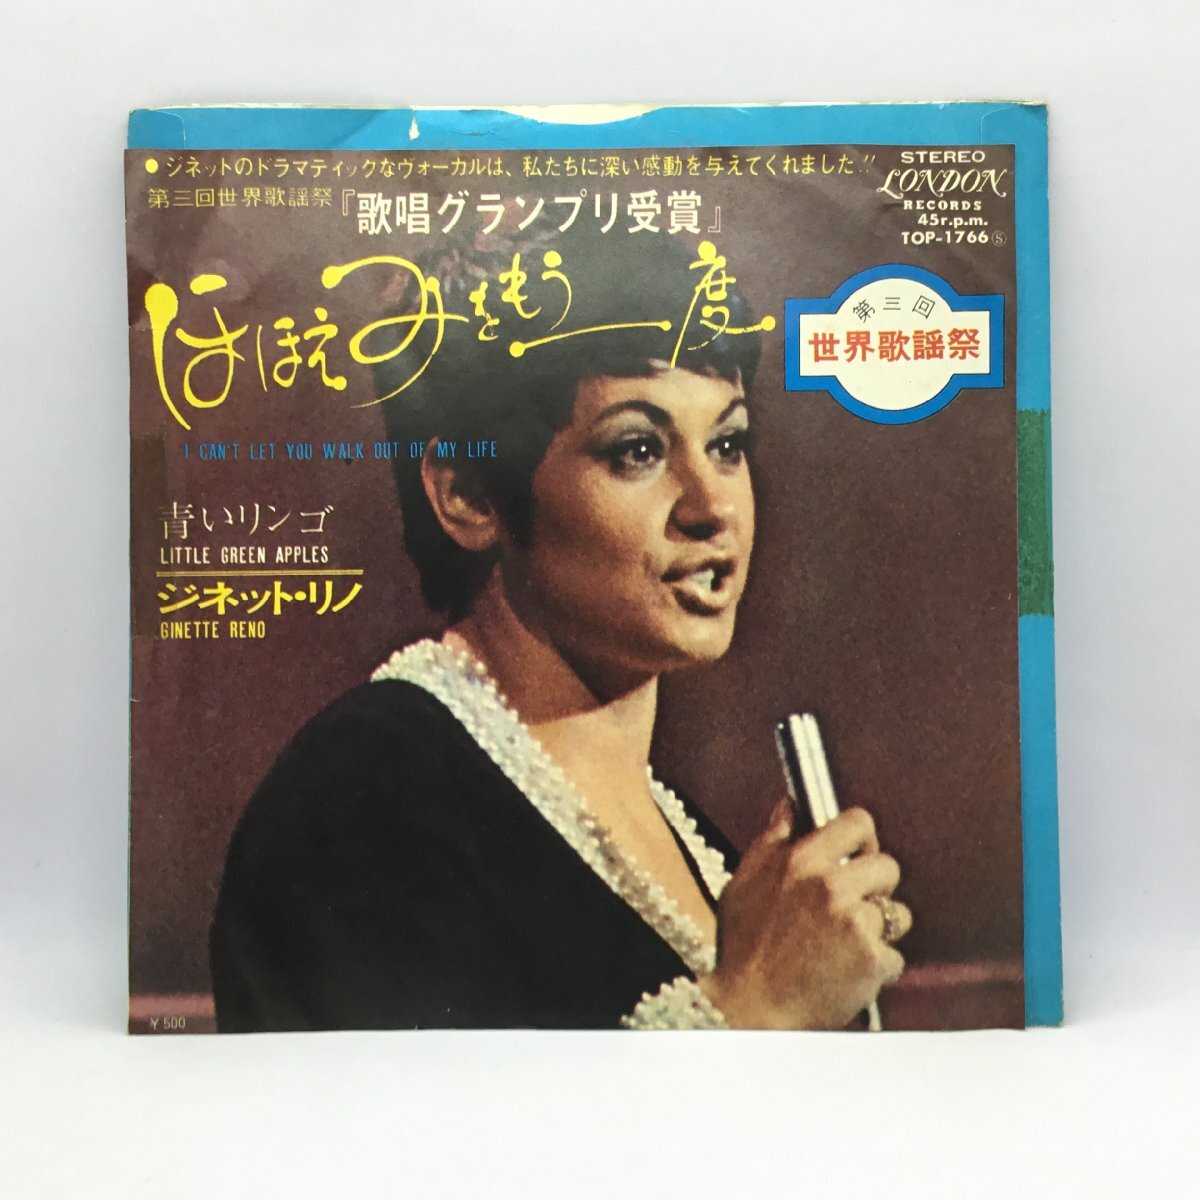 ● ジネットのドラマティックなヴォーカルは、私たちに深い感動を与えてくれました!!
第三回世界歌謡祭『歌唱グランプリ受賞』
STEREO
LONDON
RECORDS
45r.p.m.
TOP-1766 Ⓢ
ほほえみをもう一度
第三回
世界歌謡祭
I CAN'T LET YOU WALK OUT OF MY LIFE
青いリンゴ
LITTLE GREEN APPLES
ジネット・リノ
GINETTE RENO
¥500